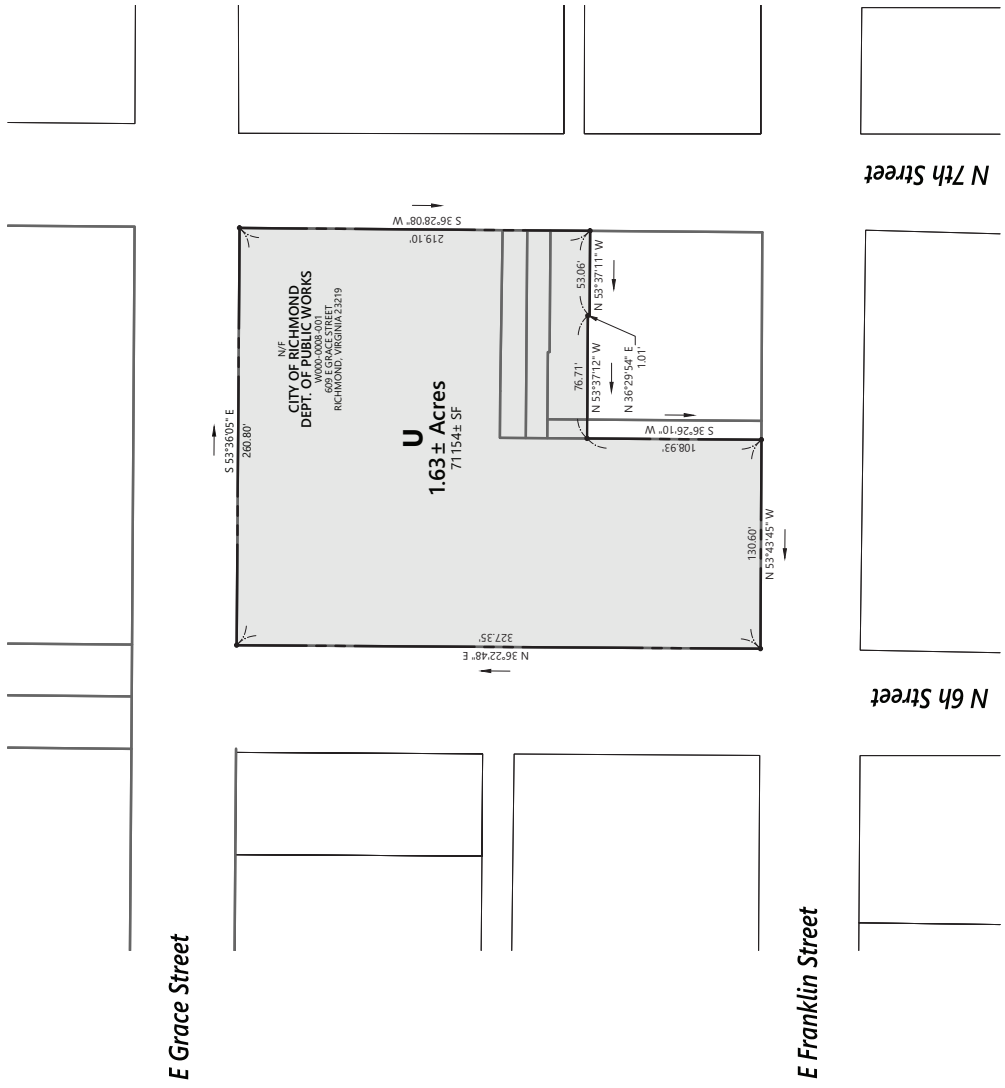 N 7th Street
S 36°28'08" W
219.10'
53.06'
N 53°37'11" W
N/F
CITY OF RICHMOND
DEPT. OF PUBLIC WORKS
W000-0008-001
609 E GRACE STREET
RICHMOND, VIRGINIA 23219
S 53°36'05" E
260.80'
U
1.63± Acres
71154± SF
76.71'
N 53°37'12" W
N 36°29'54" E
1.01'
S 36°26'10" W
108.93'
130.60'
N 53°43'45" W
327.35'
N 36°22'48" E
N 6h Street
E Grace Street
E Franklin Street